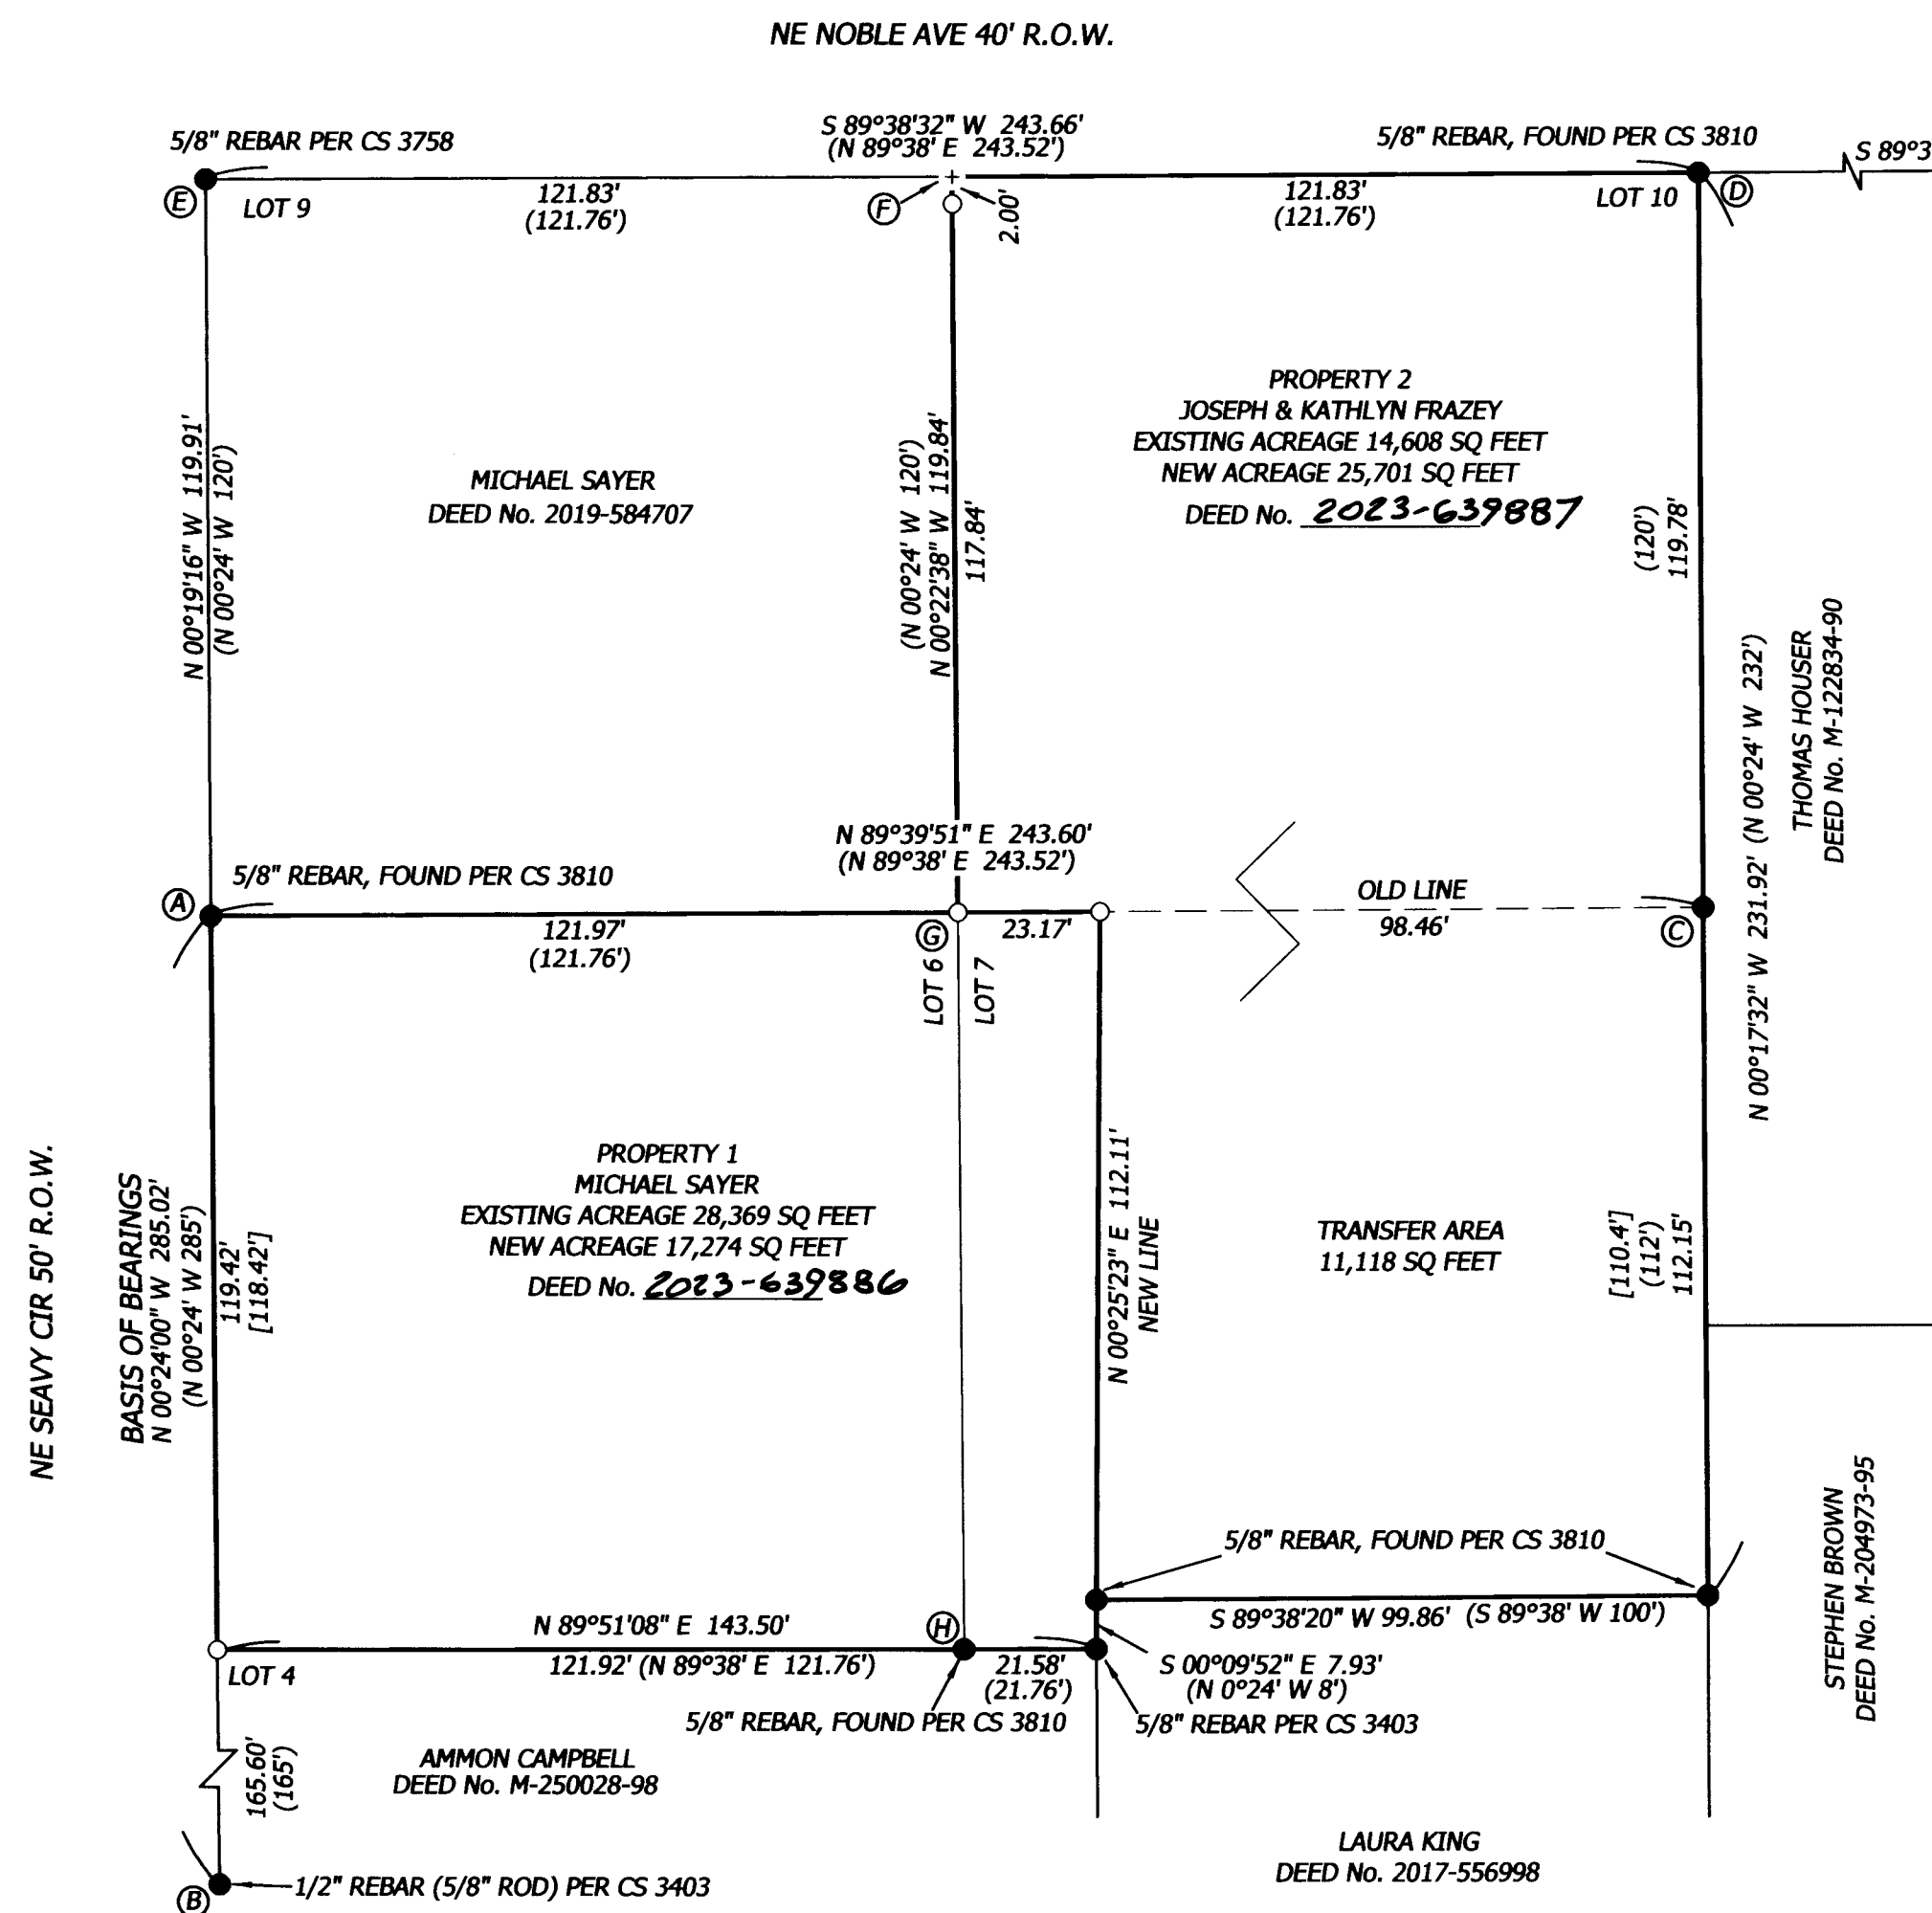 NE NOBLE AVE 40' R.O.W.
5/8" REBAR PER CS 3758
S 89°38'32" W 243.66'
(N 89°38' E 243.52')
5/8" REBAR, FOUND PER CS 3810
S 89°3
E
LOT 9
121.83'
(121.76')
F
2.00'
121.83'
(121.76')
LOT 10
D
N 00°19'16" W 119.91'
(N 00°24' W 120')
MICHAEL SAYER
DEED No. 2019-584707
(N 00°24' W 120')
N 00°22'38" W 119.84'
117.84'
PROPERTY 2
JOSEPH & KATHLYN FRAZEY
EXISTING ACREAGE 14,608 SQ FEET
NEW ACREAGE 25,701 SQ FEET
DEED No. 2023-639887
(120')
119.78'
N 00°17'32" W 231.92' (N 00°24' W 232')
THOMAS HOUSER
DEED No. M-122834-90
N 89°39'51" E 243.60'
(N 89°38' E 243.52')
5/8" REBAR, FOUND PER CS 3810
A
121.97'
(121.76')
G
23.17'
OLD LINE
98.46'
C
LOT 6
LOT 7
NE SEAVY CIR 50' R.O.W.
BASIS OF BEARINGS
N 00°24'00" W 285.02'
(N 00°24' W 285')
119.42'
[118.42']
PROPERTY 1
MICHAEL SAYER
EXISTING ACREAGE 28,369 SQ FEET
NEW ACREAGE 17,274 SQ FEET
DEED No. 2023-639886
N 00°25'23" E 112.11'
NEW LINE
TRANSFER AREA
11,118 SQ FEET
[110.4']
(112')
112.15'
STEPHEN BROWN
DEED No. M-204973-95
5/8" REBAR, FOUND PER CS 3810
S 89°38'20" W 99.86' (S 89°38' W 100')
N 89°51'08" E 143.50'
H
LOT 4
121.92' (N 89°38' E 121.76')
21.58'
(21.76')
S 00°09'52" E 7.93'
(N 0°24' W 8')
5/8" REBAR, FOUND PER CS 3810
5/8" REBAR PER CS 3403
165.60'
(165')
AMMON CAMPBELL
DEED No. M-250028-98
LAURA KING
DEED No. 2017-556998
B
1/2" REBAR (5/8" ROD) PER CS 3403